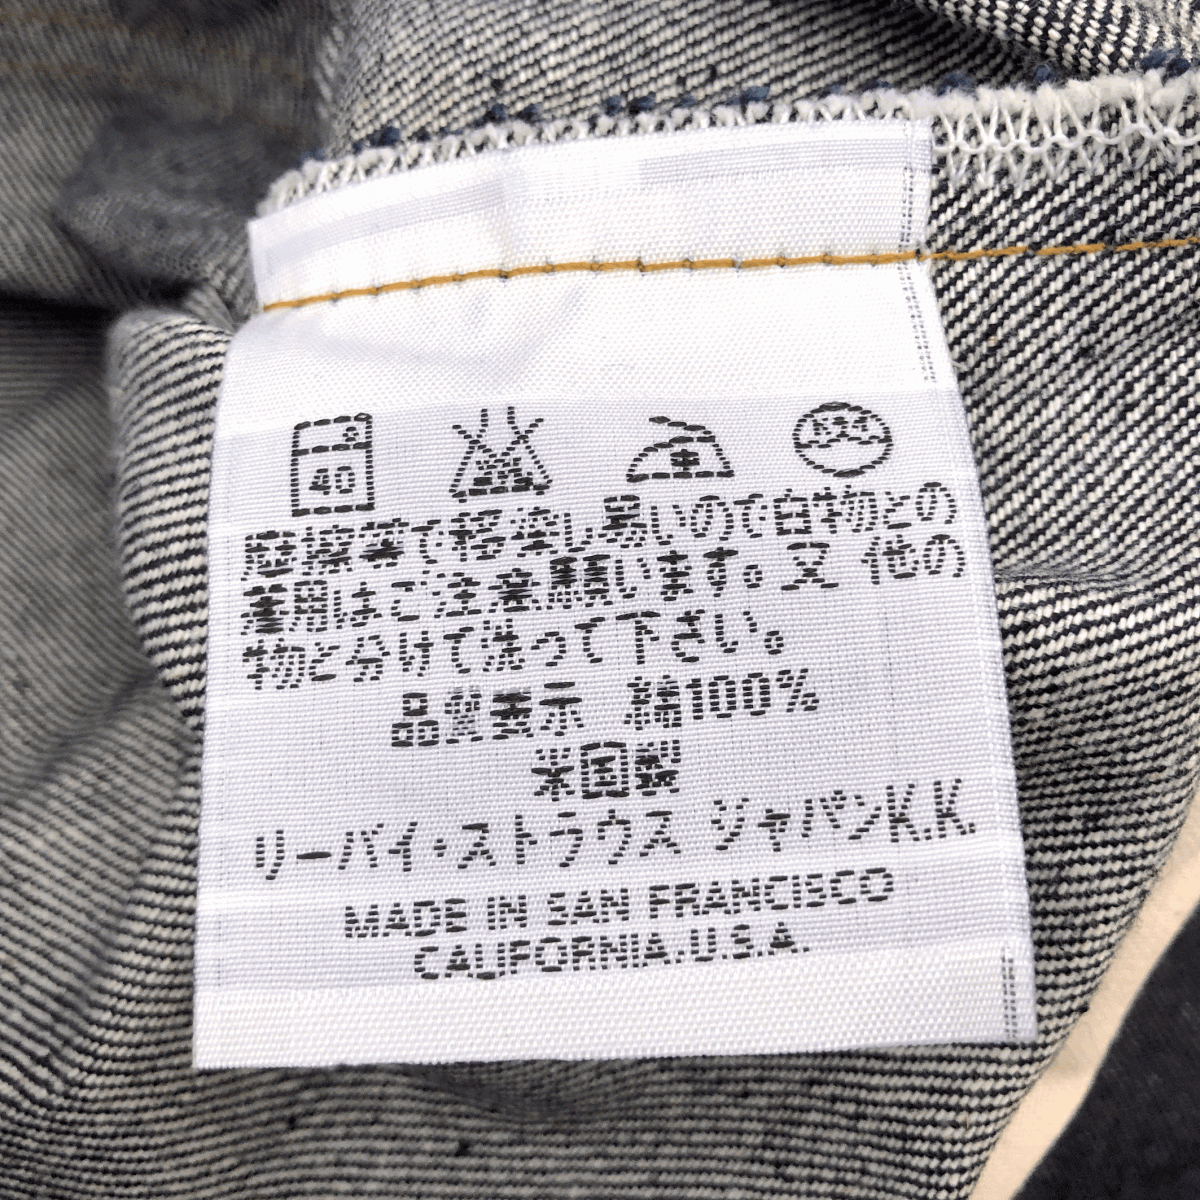 40
摩擦等で移染し易いので白物との
兼用はご注意願います。又 他の
物と分けて洗って下さい。
品質表示 綿100%
米国製
リーバイ・ストラウス ジャパンK.K.
MADE IN SAN FRANCISCO
CALIFORNIA.U.S.A.